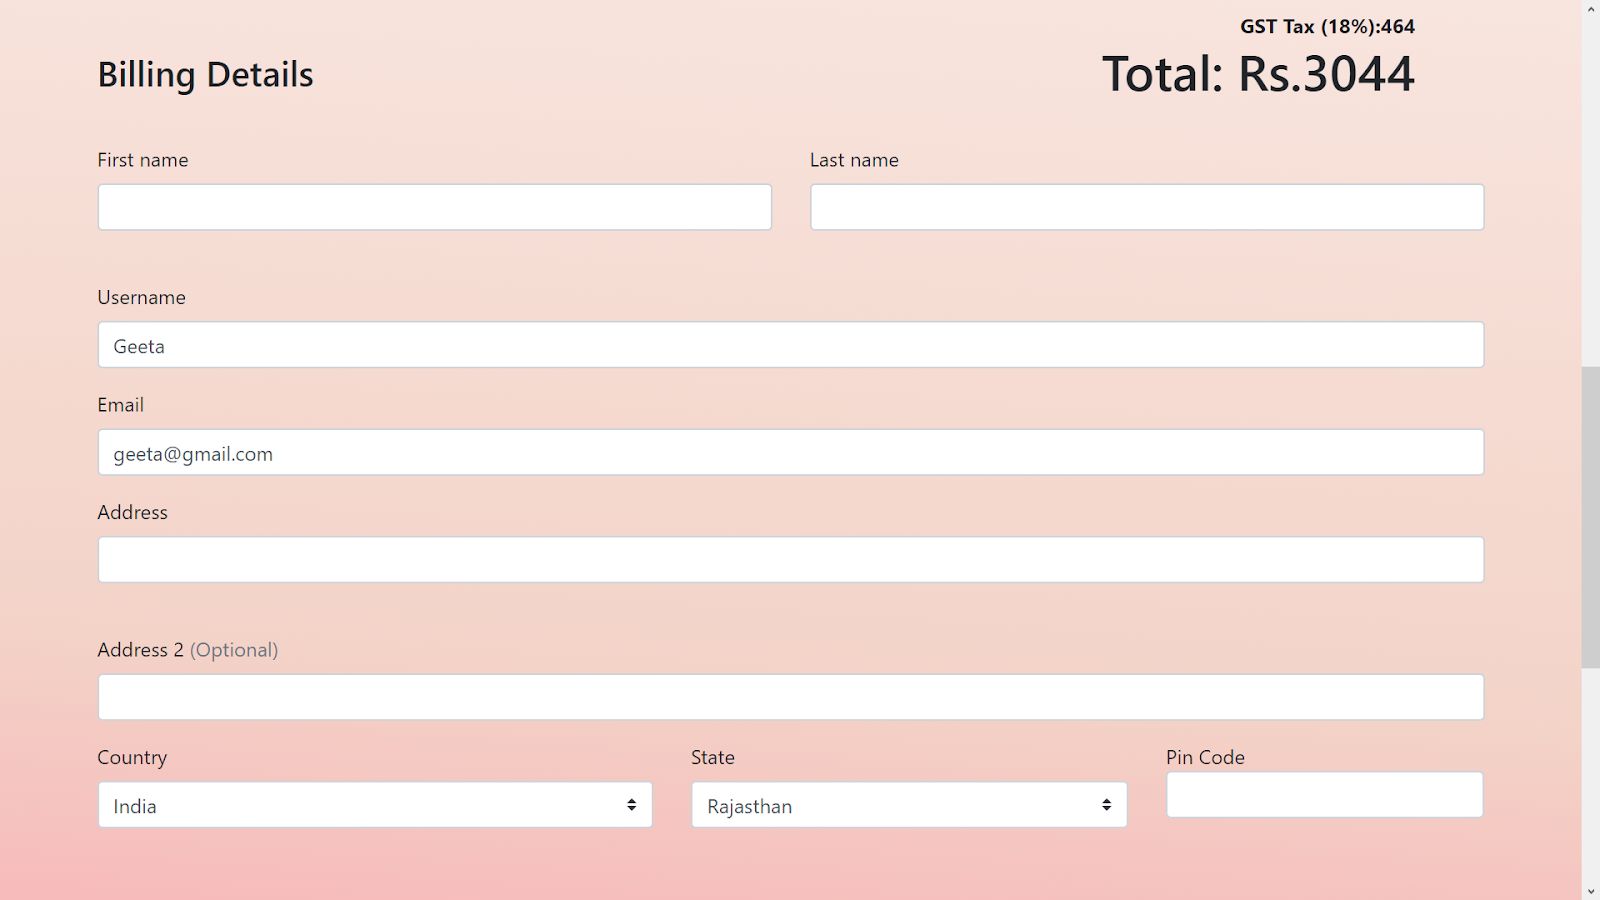 GST Tax (18%):464
Billing Details
Total: Rs.3044
First name
Last name
Username
Geeta
Email
geeta@gmail.com
Address
Address 2 (Optional)
Country
State
Pin Code
India
Rajasthan